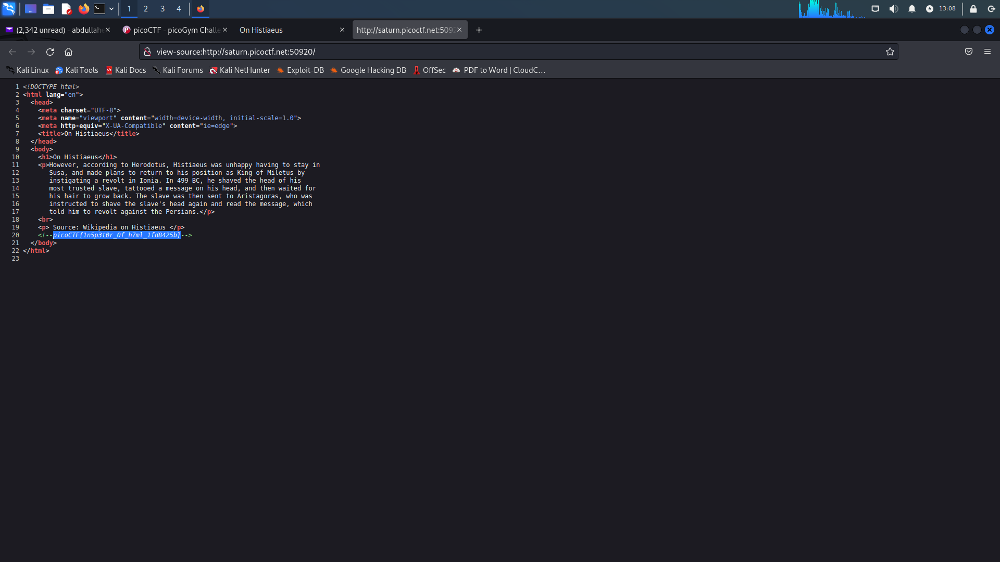 1 2 3 4 13:08
(2,342 unread) - abdullah picoCTF - picoGym Challe On Histiaeus http://saturn.picoctf.net:509
view-source:http://saturn.picoctf.net:50920/
Kali Linux Kali Tools Kali Docs Kali Forums Kali NetHunter Exploit-DB Google Hacking DB OffSec PDF to Word | CloudC…
1 <!DOCTYPE html>
2 <html lang="en">
3   <head>
4     <meta charset="UTF-8">
5     <meta name="viewport" content="width=device-width, initial-scale=1.0">
6     <meta http-equiv="X-UA-Compatible" content="ie=edge">
7     <title>On Histiaeus</title>
8   </head>
9   <body>
10     <h1>On Histiaeus</h1>
11     <p>However, according to Herodotus, Histiaeus was unhappy having to stay in
12        Susa, and made plans to return to his position as King of Miletus by
13        instigating a revolt in Ionia. In 499 BC, he shaved the head of his
14        most trusted slave, tattooed a message on his head, and then waited for
15        his hair to grow back. The slave was then sent to Aristagoras, who was
16        instructed to shave the slave's head again and read the message, which
17        told him to revolt against the Persians.</p>
18     <br>
19     <p> Source: Wikipedia on Histiaeus </p>
20     <!--picoCTF{1n5p3t0r_0f_h7ml_1fd8425b}-->
21   </body>
22 </html>
23